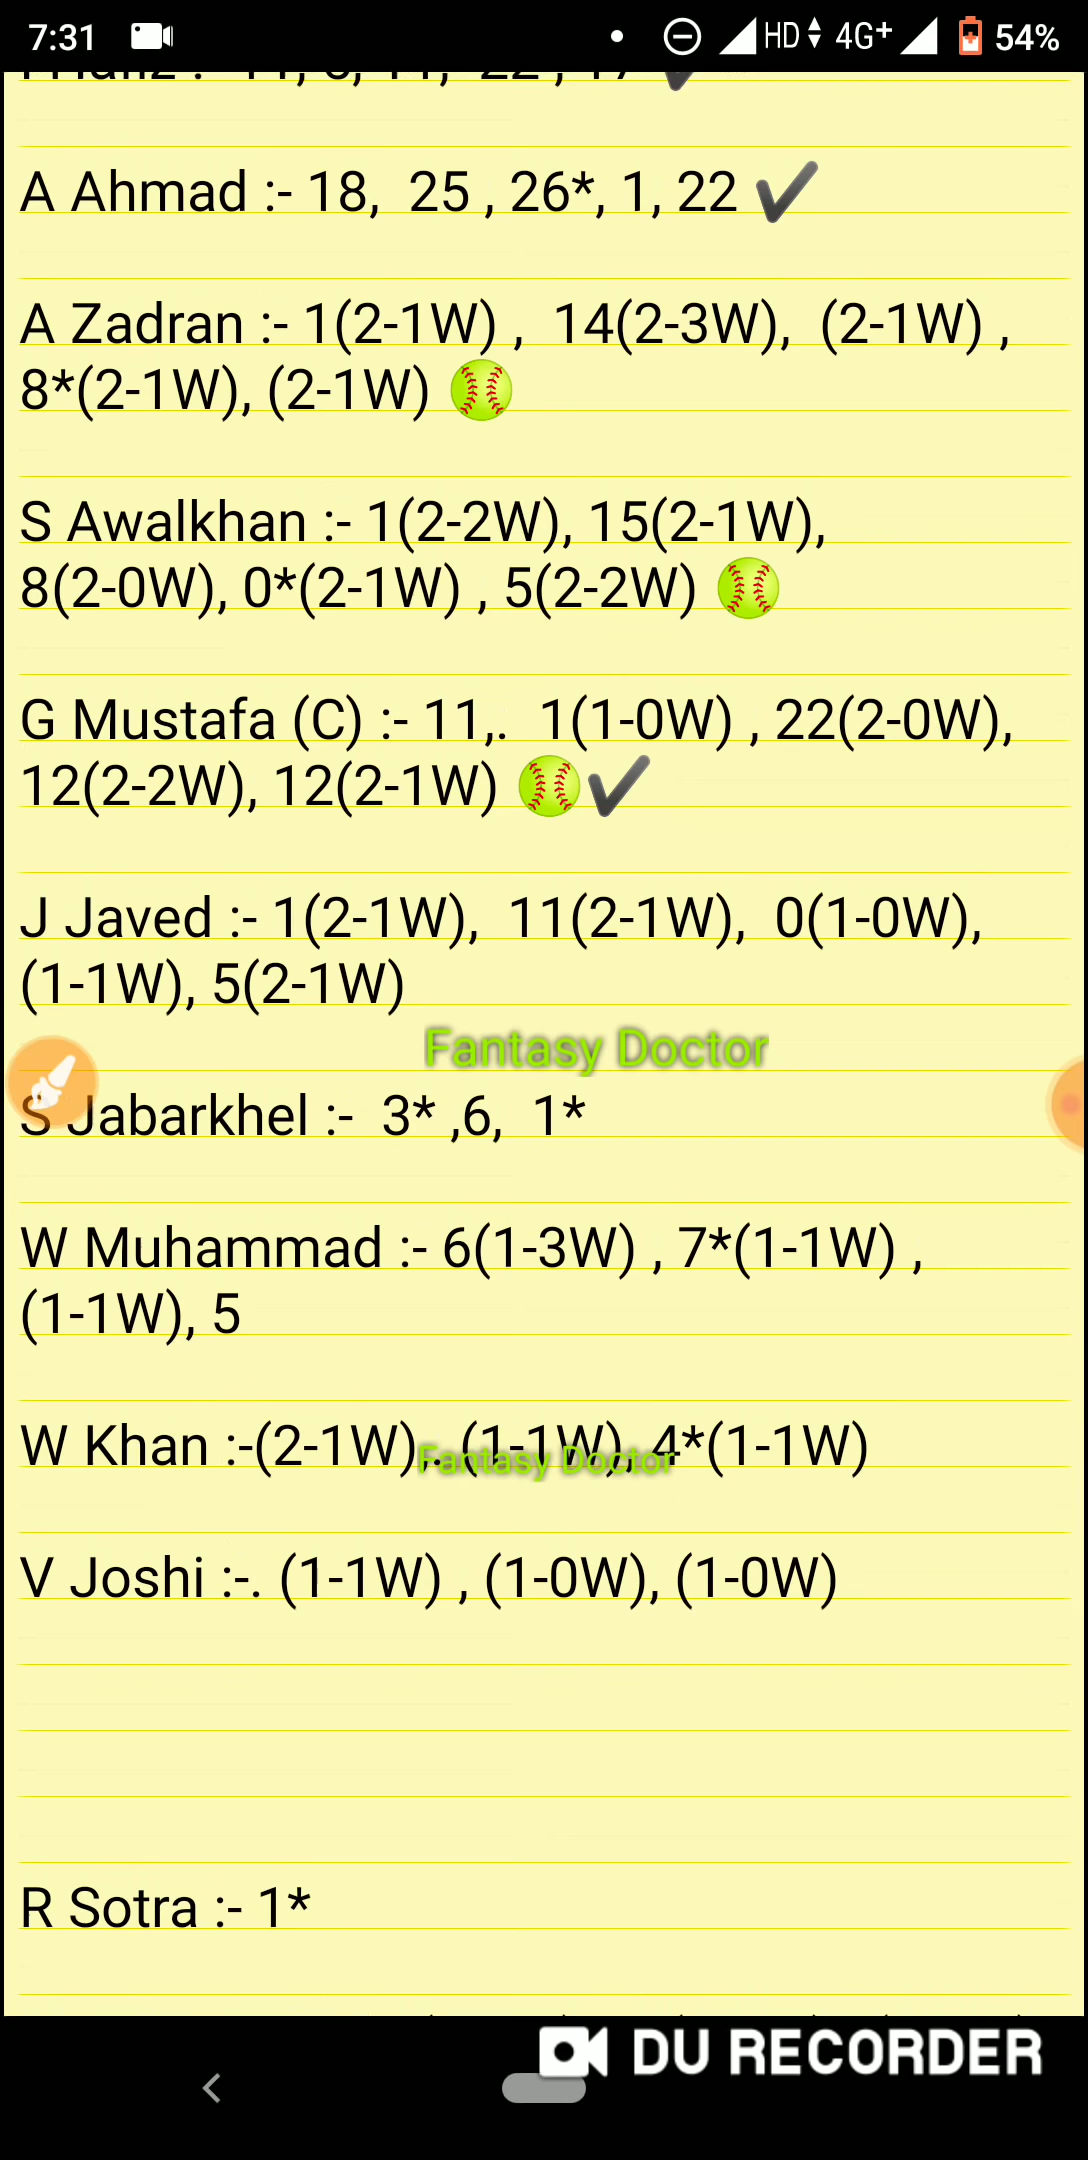 7:31 HD 4G+ 54%
A Ahmad :- 18, 25 , 26*, 1, 22 ✔
A Zadran :- 1(2-1W) , 14(2-3W), (2-1W) ,
8*(2-1W), (2-1W) 🥎
S Awalkhan :- 1(2-2W), 15(2-1W),
8(2-0W), 0*(2-1W) , 5(2-2W) 🥎
G Mustafa (C) :- 11,. 1(1-0W) , 22(2-0W),
12(2-2W), 12(2-1W) 🥎✔
J Javed :- 1(2-1W), 11(2-1W), 0(1-0W),
(1-1W), 5(2-1W)
Fantasy Doctor
S Jabarkhel :- 3* ,6, 1*
W Muhammad :- 6(1-3W) , 7*(1-1W) ,
(1-1W), 5
W Khan :-(2-1W),. (1-1W), 4*(1-1W)
Fantasy Doctor
V Joshi :-. (1-1W) , (1-0W), (1-0W)
R Sotra :- 1*
DU RECORDER